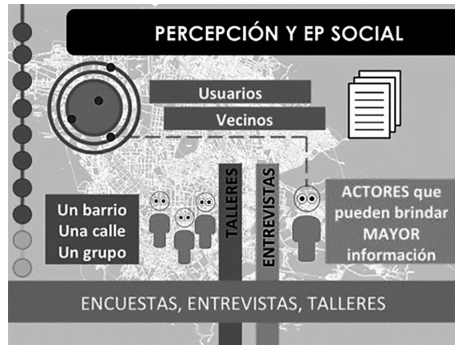 PERCEPCIÓN Y EP SOCIAL
Usuarios
Vecinos
Un barrio
Una calle
Un grupo
TALLERES
ENTREVISTAS
ACTORES que
pueden brindar
MAYOR
información
ENCUESTAS, ENTREVISTAS, TALLERES